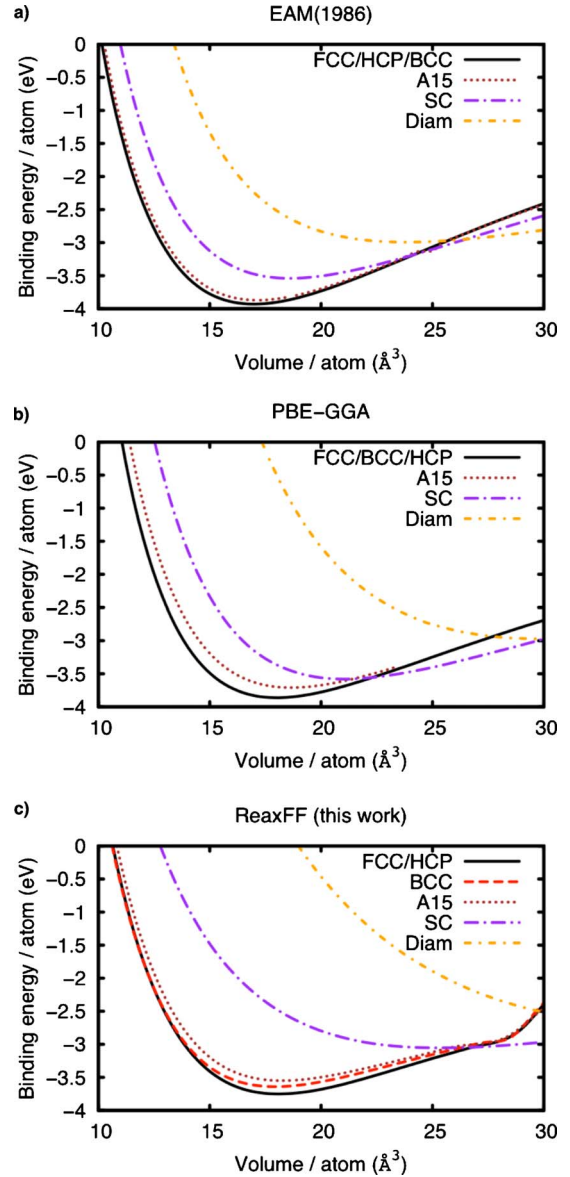 a)
EAM(1986)
Binding energy / atom (eV)
0
−0.5
−1
−1.5
−2
−2.5
−3
−3.5
−4
FCC/HCP/BCC
A15
SC
Diam
10 15 20 25 30
Volume / atom (Å³)
b)
PBE−GGA
Binding energy / atom (eV)
0
−0.5
−1
−1.5
−2
−2.5
−3
−3.5
−4
FCC/BCC/HCP
A15
SC
Diam
10 15 20 25 30
Volume / atom (Å³)
c)
ReaxFF (this work)
Binding energy / atom (eV)
0
−0.5
−1
−1.5
−2
−2.5
−3
−3.5
−4
FCC/HCP
BCC
A15
SC
Diam
10 15 20 25 30
Volume / atom (Å³)